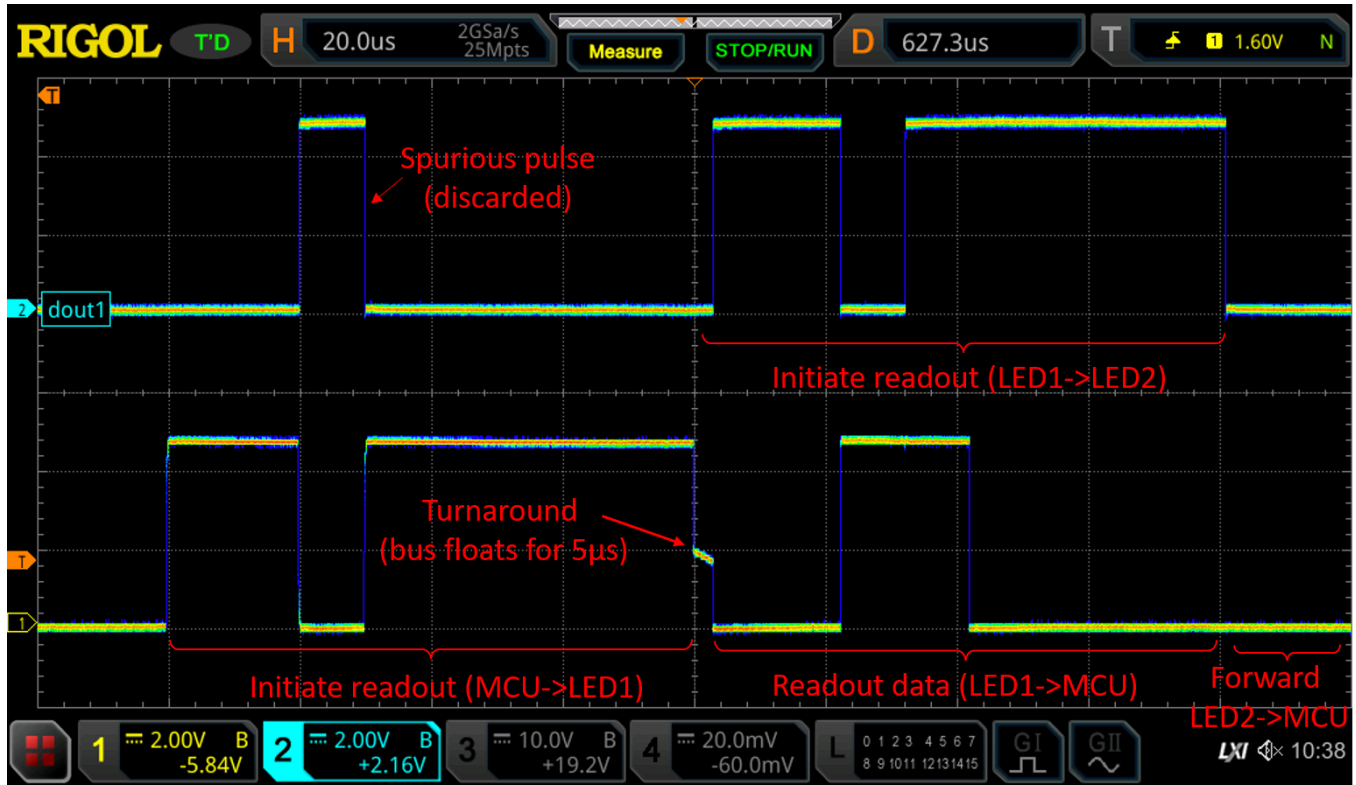 RIGOL T'D H 20.0us 2GSa/s 25Mpts Measure STOP/RUN D 627.3us T 1 1.60V N
T
Spurious pulse
(discarded)
2 dout1
Initiate readout (LED1->LED2)
Turnaround
(bus floats for 5µs)
T
1
Initiate readout (MCU->LED1)
Readout data (LED1->MCU)
Forward
LED2->MCU
1 2.00V B -5.84V
2 2.00V B +2.16V
3 10.0V B +19.2V
4 20.0mV -60.0mV
L 0 1 2 3 4 5 6 7
8 9 10 11 12 13 14 15
GI
GII
LXI 10:38